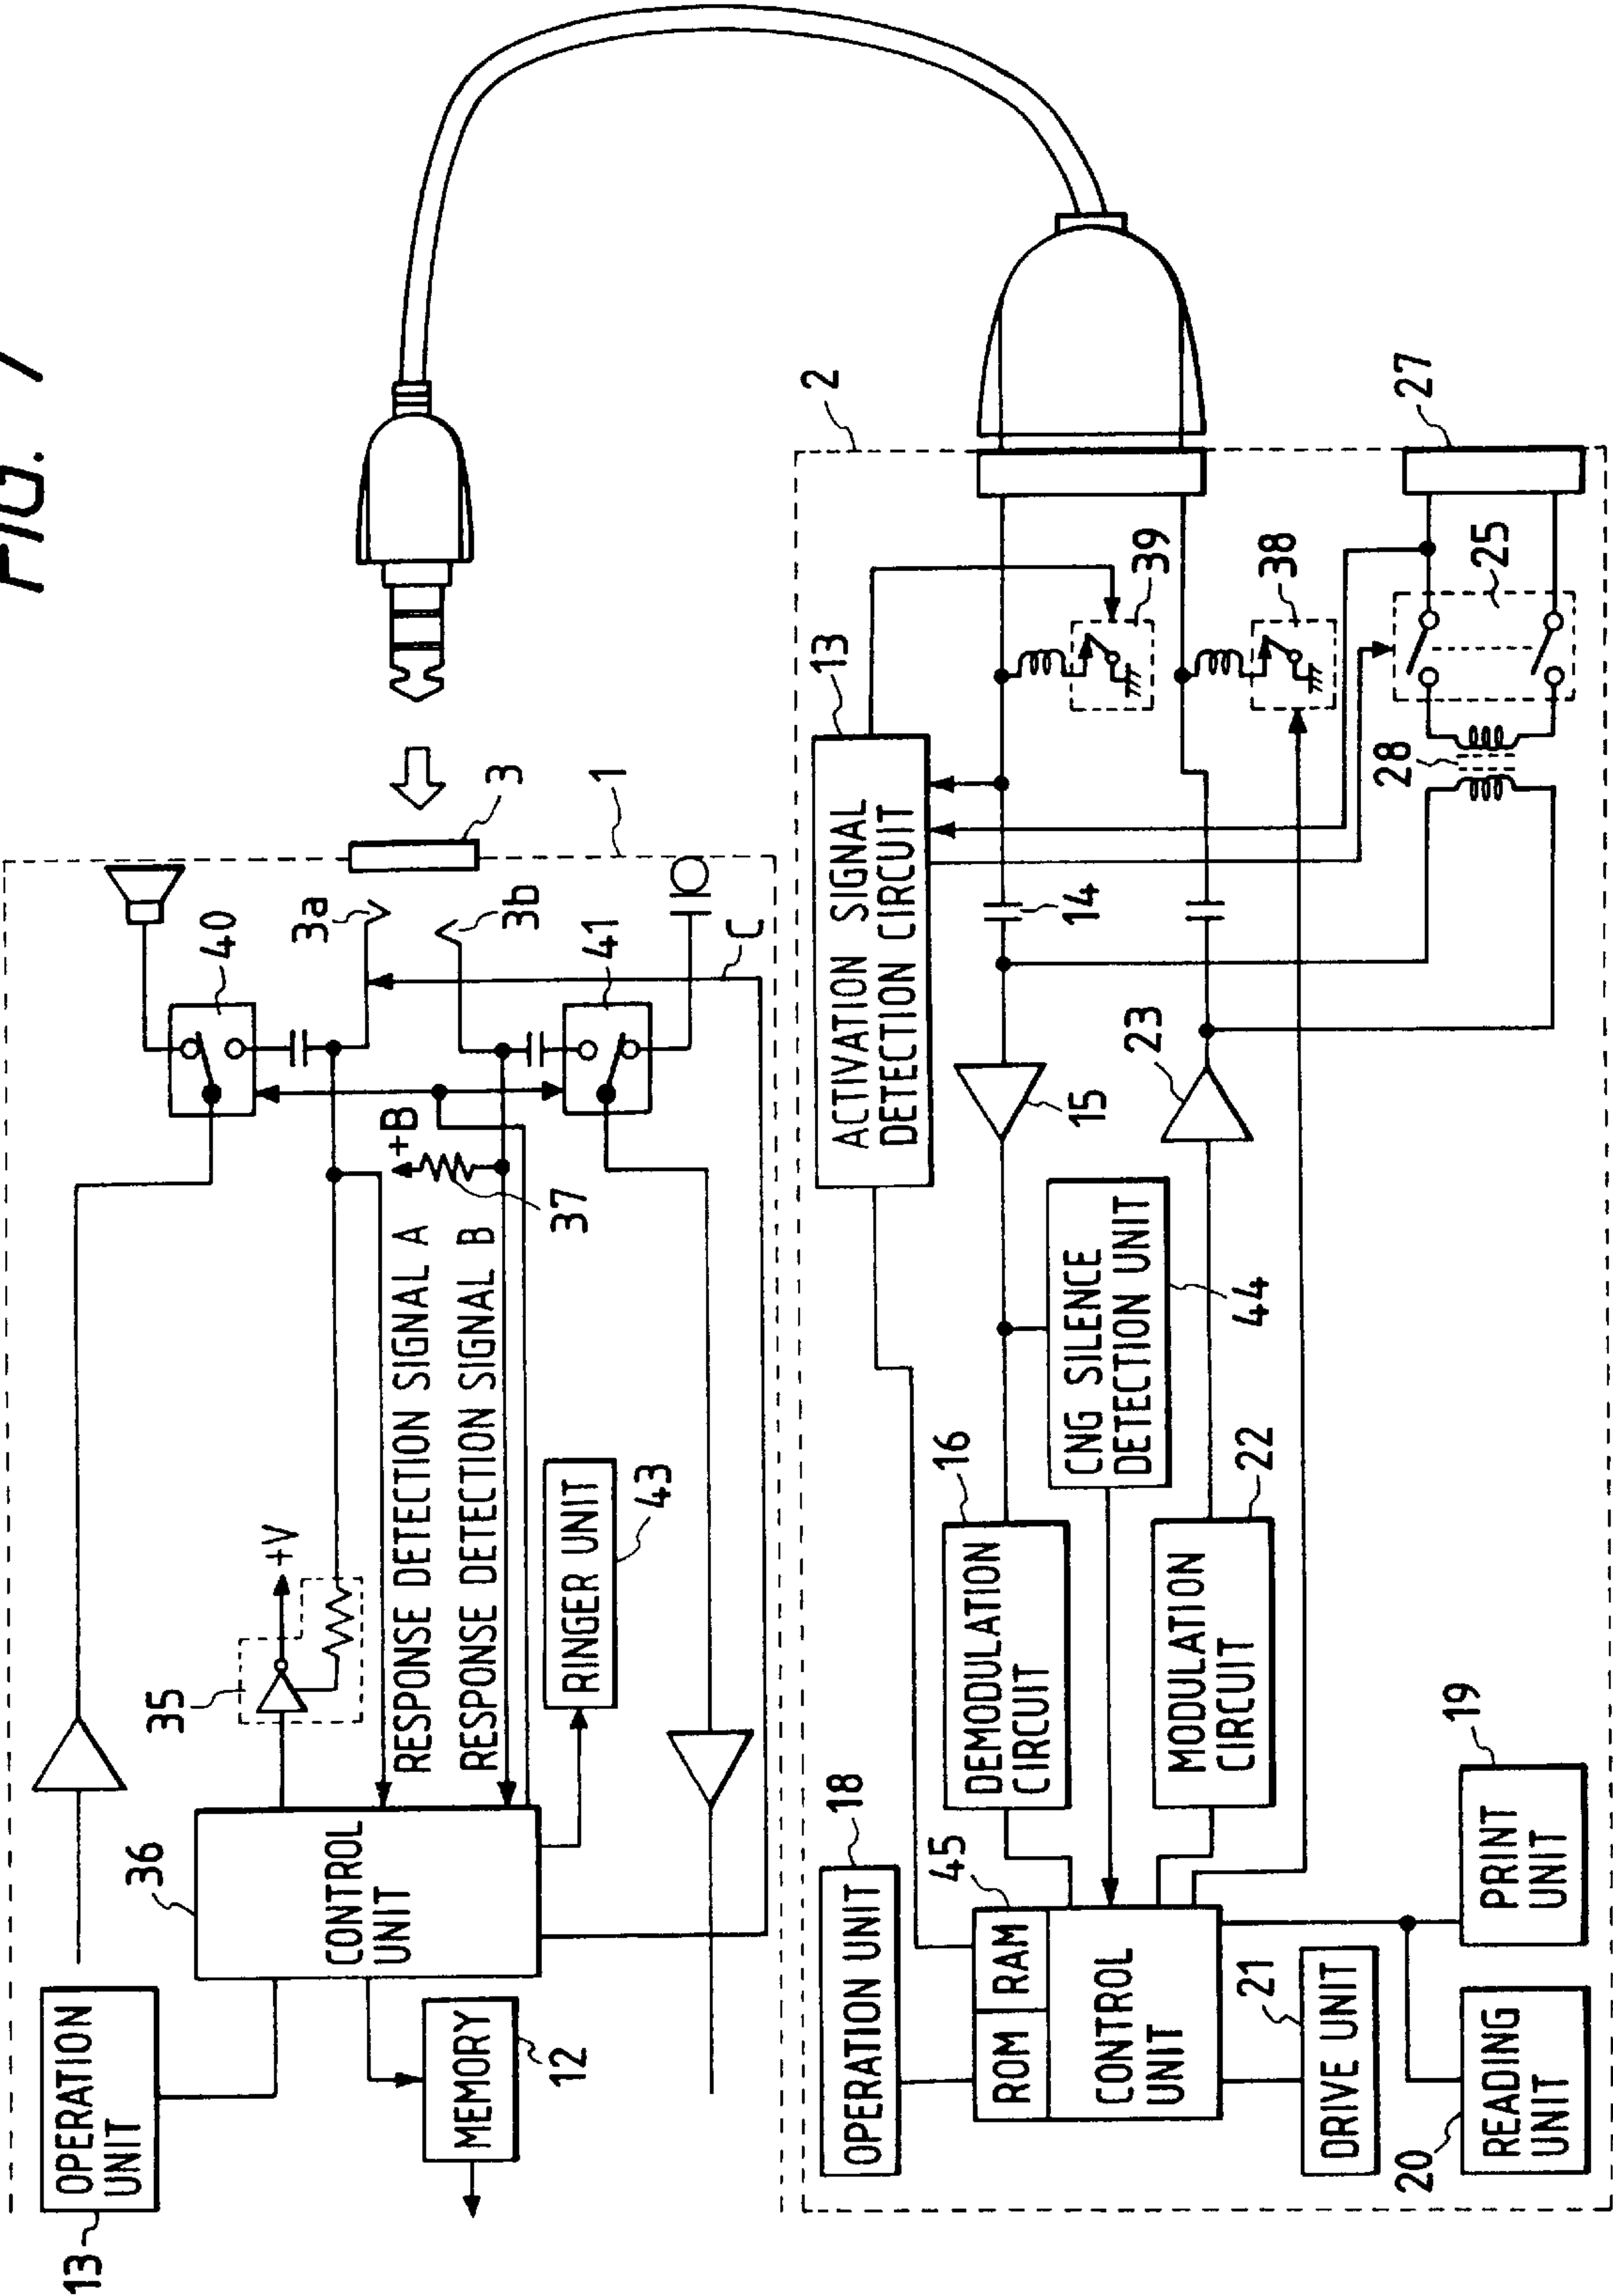 FIG. 7
13
OPERATION
UNIT
36
CONTROL
UNIT
MEMORY
12
35
+V
RESPONSE DETECTION SIGNAL A
RESPONSE DETECTION SIGNAL B
RINGER UNIT
43
+B
37
40
41
3a
3b
C
3
1
2
OPERATION UNIT
18
ROM
RAM
45
CONTROL
UNIT
DRIVE UNIT
21
READING
UNIT
20
PRINT
UNIT
19
DEMODULATION
CIRCUIT
16
MODULATION
CIRCUIT
22
CNG SILENCE
DETECTION UNIT
44
ACTIVATION SIGNAL
DETECTION CIRCUIT
13
15
23
14
39
38
28
25
27